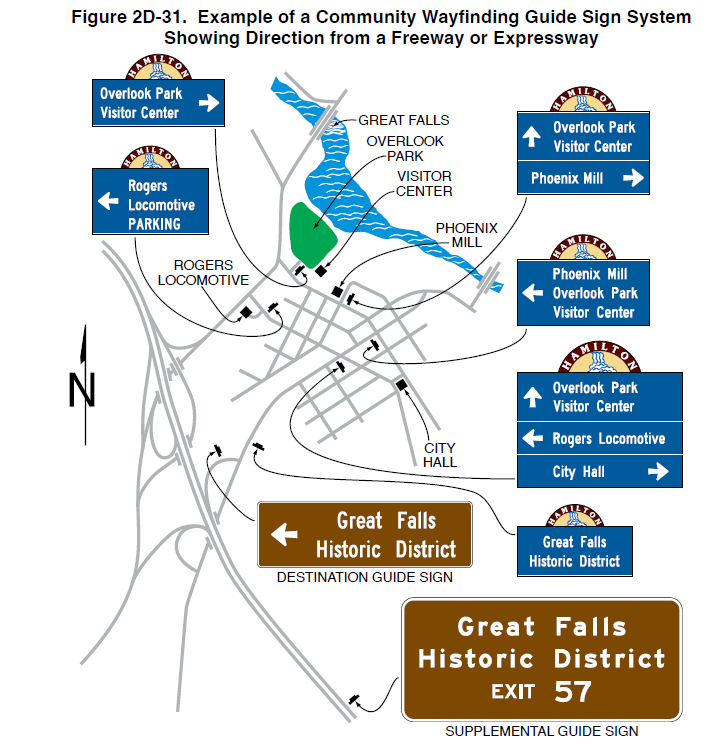 Figure 2D-31. Example of a Community Wayfinding Guide Sign System
Showing Direction from a Freeway or Expressway
HAMILTON
Overlook Park
Visitor Center
HAMILTON
Rogers
Locomotive
PARKING
GREAT FALLS
OVERLOOK
PARK
VISITOR
CENTER
PHOENIX
MILL
ROGERS
LOCOMOTIVE
HAMILTON
Overlook Park
Visitor Center
Phoenix Mill
HAMILTON
Phoenix Mill
Overlook Park
Visitor Center
HAMILTON
Overlook Park
Visitor Center
Rogers Locomotive
City Hall
N
CITY
HALL
HAMILTON
Great Falls
Historic District
Great Falls
Historic District
DESTINATION GUIDE SIGN
Great Falls
Historic District
EXIT 57
SUPPLEMENTAL GUIDE SIGN